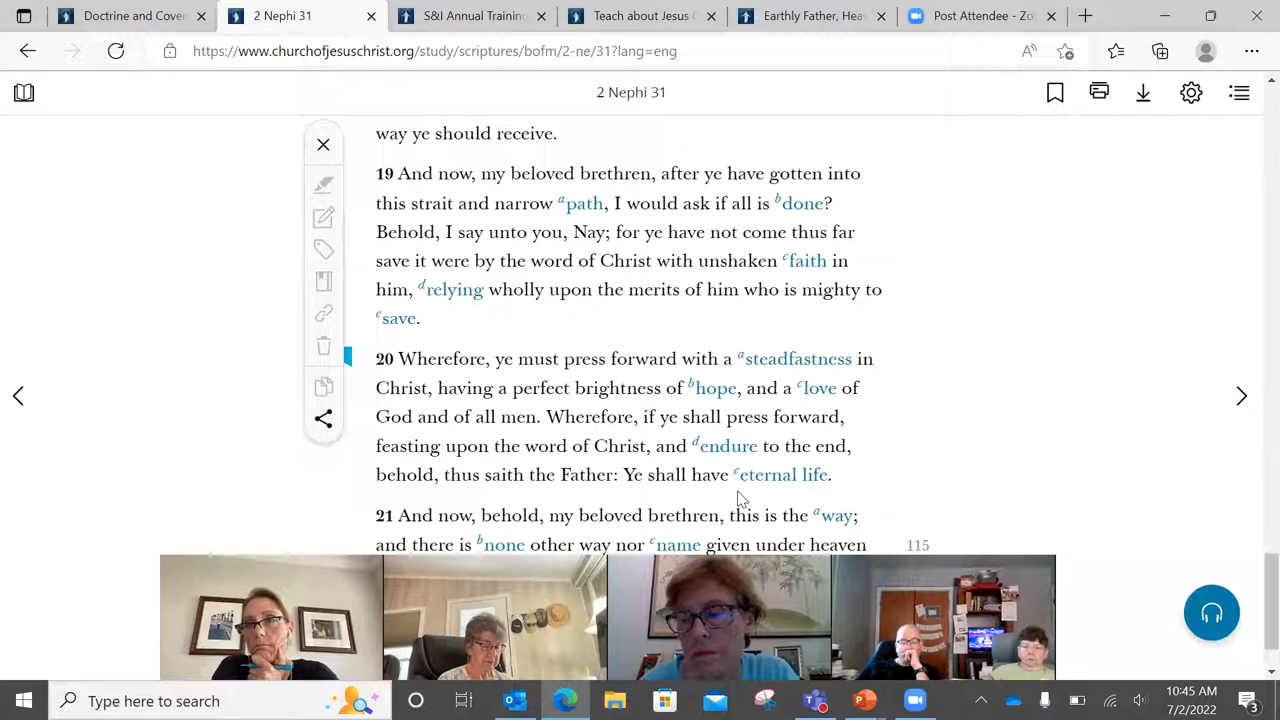 Doctrine and Coven
2 Nephi 31
S&I Annual Training
Teach about Jesus C
Earthly Father, Heav
Post Attendee - Zo
https://www.churchofjesuschrist.org/study/scriptures/bofm/2-ne/31?lang=eng
2 Nephi 31
way ye should receive.
19 And now, my beloved brethren, after ye have gotten into
this strait and narrow a path, I would ask if all is b done?
Behold, I say unto you, Nay; for ye have not come thus far
save it were by the word of Christ with unshaken c faith in
him, d relying wholly upon the merits of him who is mighty to
e save.
20 Wherefore, ye must press forward with a a steadfastness in
Christ, having a perfect brightness of b hope, and a c love of
God and of all men. Wherefore, if ye shall press forward,
feasting upon the word of Christ, and d endure to the end,
behold, thus saith the Father: Ye shall have e eternal life.
21 And now, behold, my beloved brethren, this is the a way;
and there is b none other way nor c name given under heaven
115
Type here to search
10:45 AM
7/2/2022
3